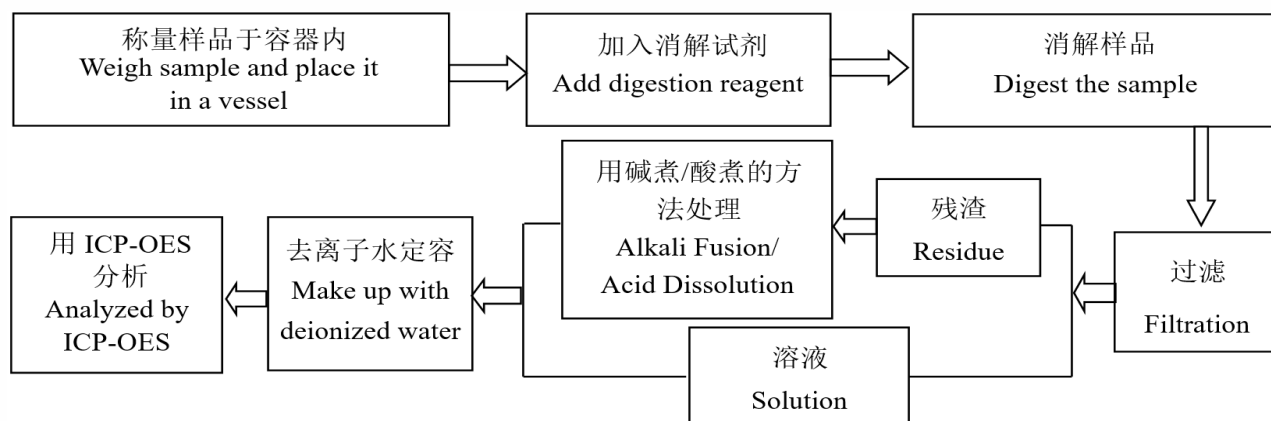 称量样品于容器内
Weigh sample and place it
in a vessel
加入消解试剂
Add digestion reagent
消解样品
Digest the sample
过滤
Filtration
残渣
Residue
用碱煮/酸煮的方
法处理
Alkali Fusion/
Acid Dissolution
溶液
Solution
去离子水定容
Make up with
deionized water
用 ICP-OES
分析
Analyzed by
ICP-OES